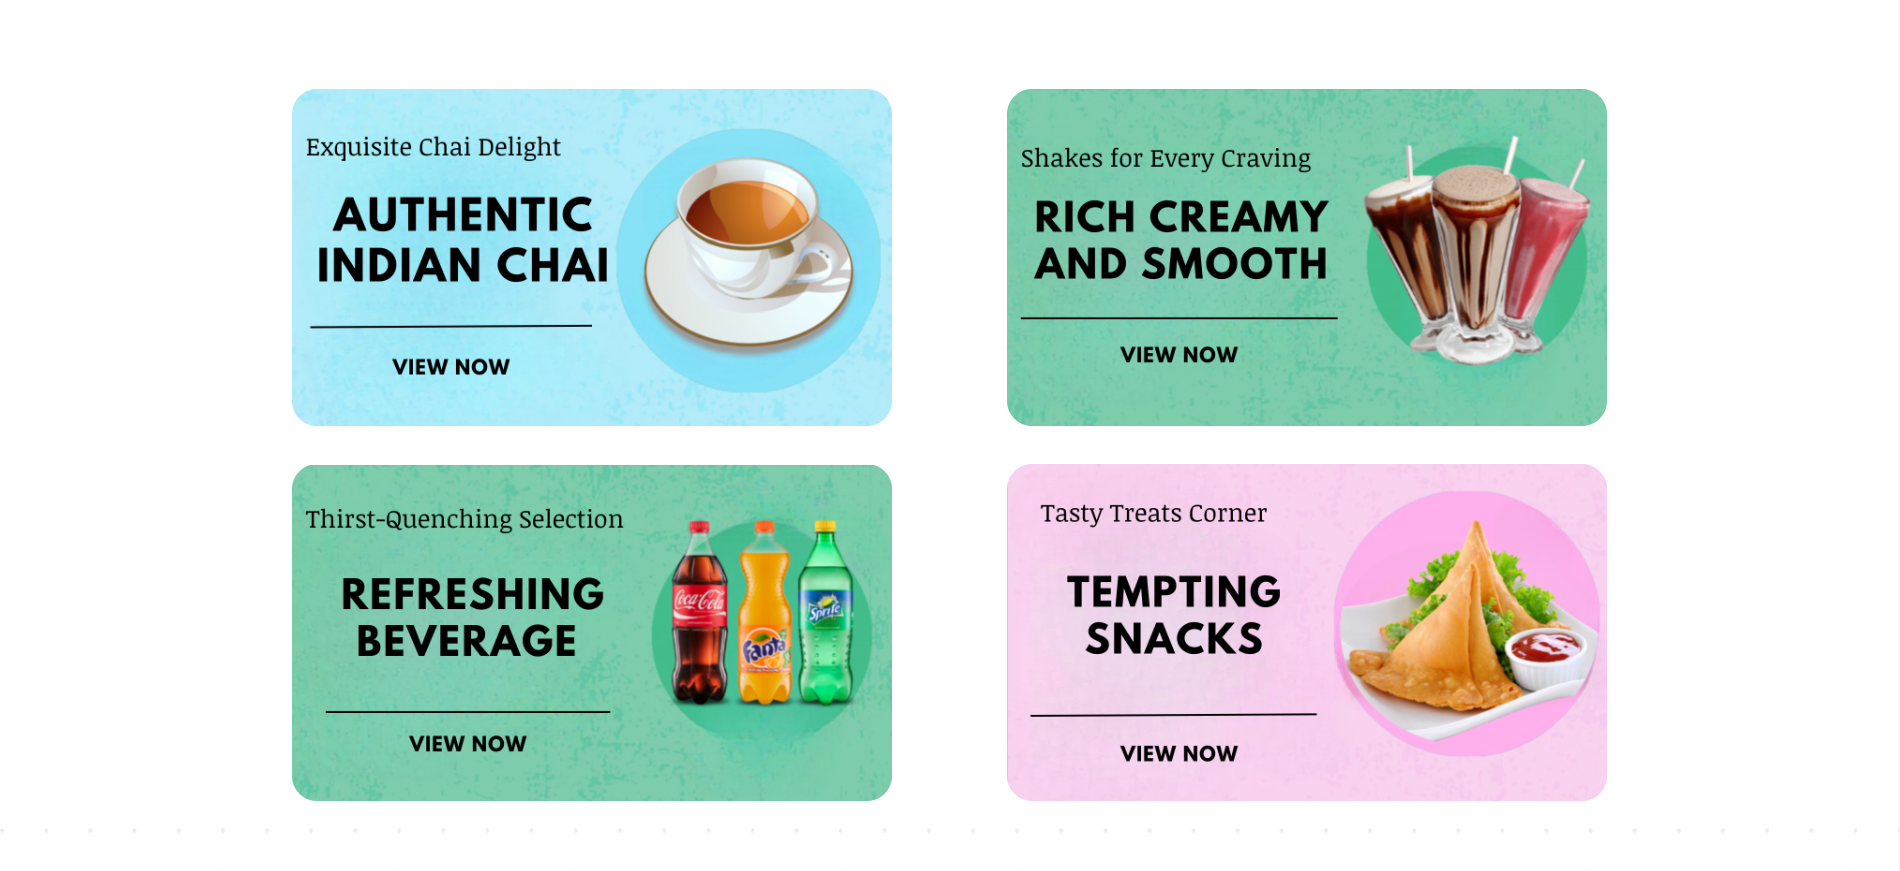 Exquisite Chai Delight
AUTHENTIC
INDIAN CHAI
VIEW NOW
Shakes for Every Craving
RICH CREAMY
AND SMOOTH
VIEW NOW
Thirst-Quenching Selection
REFRESHING
BEVERAGE
VIEW NOW
Coca-Cola
Fanta
Sprite
Tasty Treats Corner
TEMPTING
SNACKS
VIEW NOW